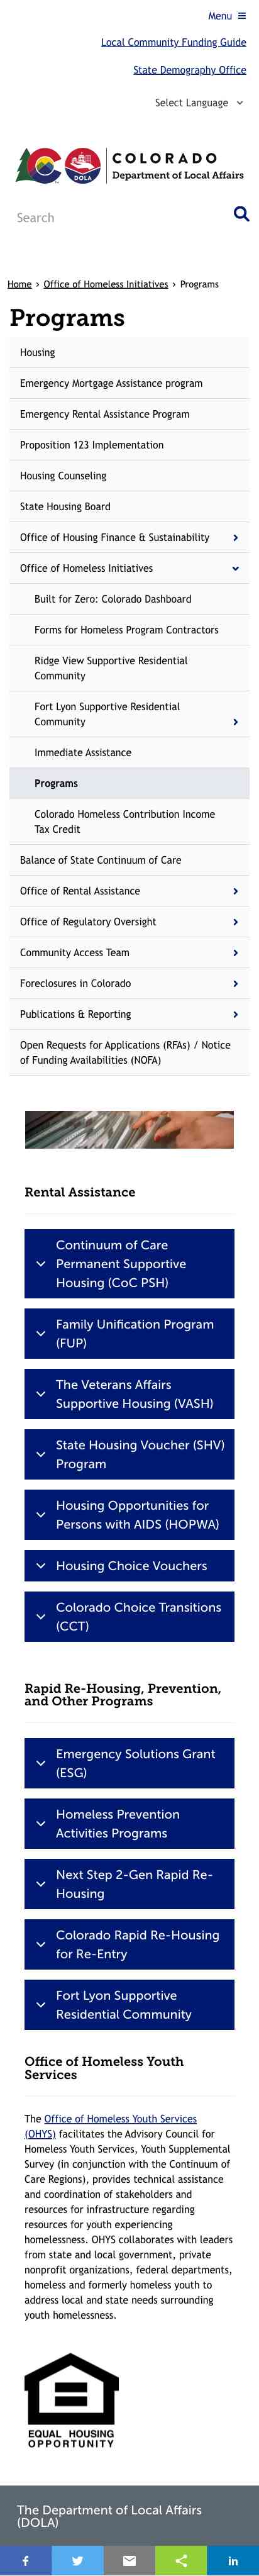 Menu
Local Community Funding Guide
State Demography Office
Select Language
CO
DOLA
COLORADO
Department of Local Affairs
Search
Home › Office of Homeless Initiatives › Programs
Programs
Housing
Emergency Mortgage Assistance program
Emergency Rental Assistance Program
Proposition 123 Implementation
Housing Counseling
State Housing Board
Office of Housing Finance & Sustainability
Office of Homeless Initiatives
Built for Zero: Colorado Dashboard
Forms for Homeless Program Contractors
Ridge View Supportive Residential
Community
Fort Lyon Supportive Residential
Community
Immediate Assistance
Programs
Colorado Homeless Contribution Income
Tax Credit
Balance of State Continuum of Care
Office of Rental Assistance
Office of Regulatory Oversight
Community Access Team
Foreclosures in Colorado
Publications & Reporting
Open Requests for Applications (RFAs) / Notice
of Funding Availabilities (NOFA)
Rental Assistance
Continuum of Care
Permanent Supportive
Housing (CoC PSH)
Family Unification Program
(FUP)
The Veterans Affairs
Supportive Housing (VASH)
State Housing Voucher (SHV)
Program
Housing Opportunities for
Persons with AIDS (HOPWA)
Housing Choice Vouchers
Colorado Choice Transitions
(CCT)
Rapid Re-Housing, Prevention,
and Other Programs
Emergency Solutions Grant
(ESG)
Homeless Prevention
Activities Programs
Next Step 2-Gen Rapid Re-
Housing
Colorado Rapid Re-Housing
for Re-Entry
Fort Lyon Supportive
Residential Community
Office of Homeless Youth
Services
The Office of Homeless Youth Services
(OHYS) facilitates the Advisory Council for
Homeless Youth Services, Youth Supplemental
Survey (in conjunction with the Continuum of
Care Regions), provides technical assistance
and coordination of stakeholders and
resources for infrastructure regarding
resources for youth experiencing
homelessness. OHYS collaborates with leaders
from state and local government, private
nonprofit organizations, federal departments,
homeless and formerly homeless youth to
address local and state needs surrounding
youth homelessness.
EQUAL HOUSING
OPPORTUNITY
The Department of Local Affairs
(DOLA)